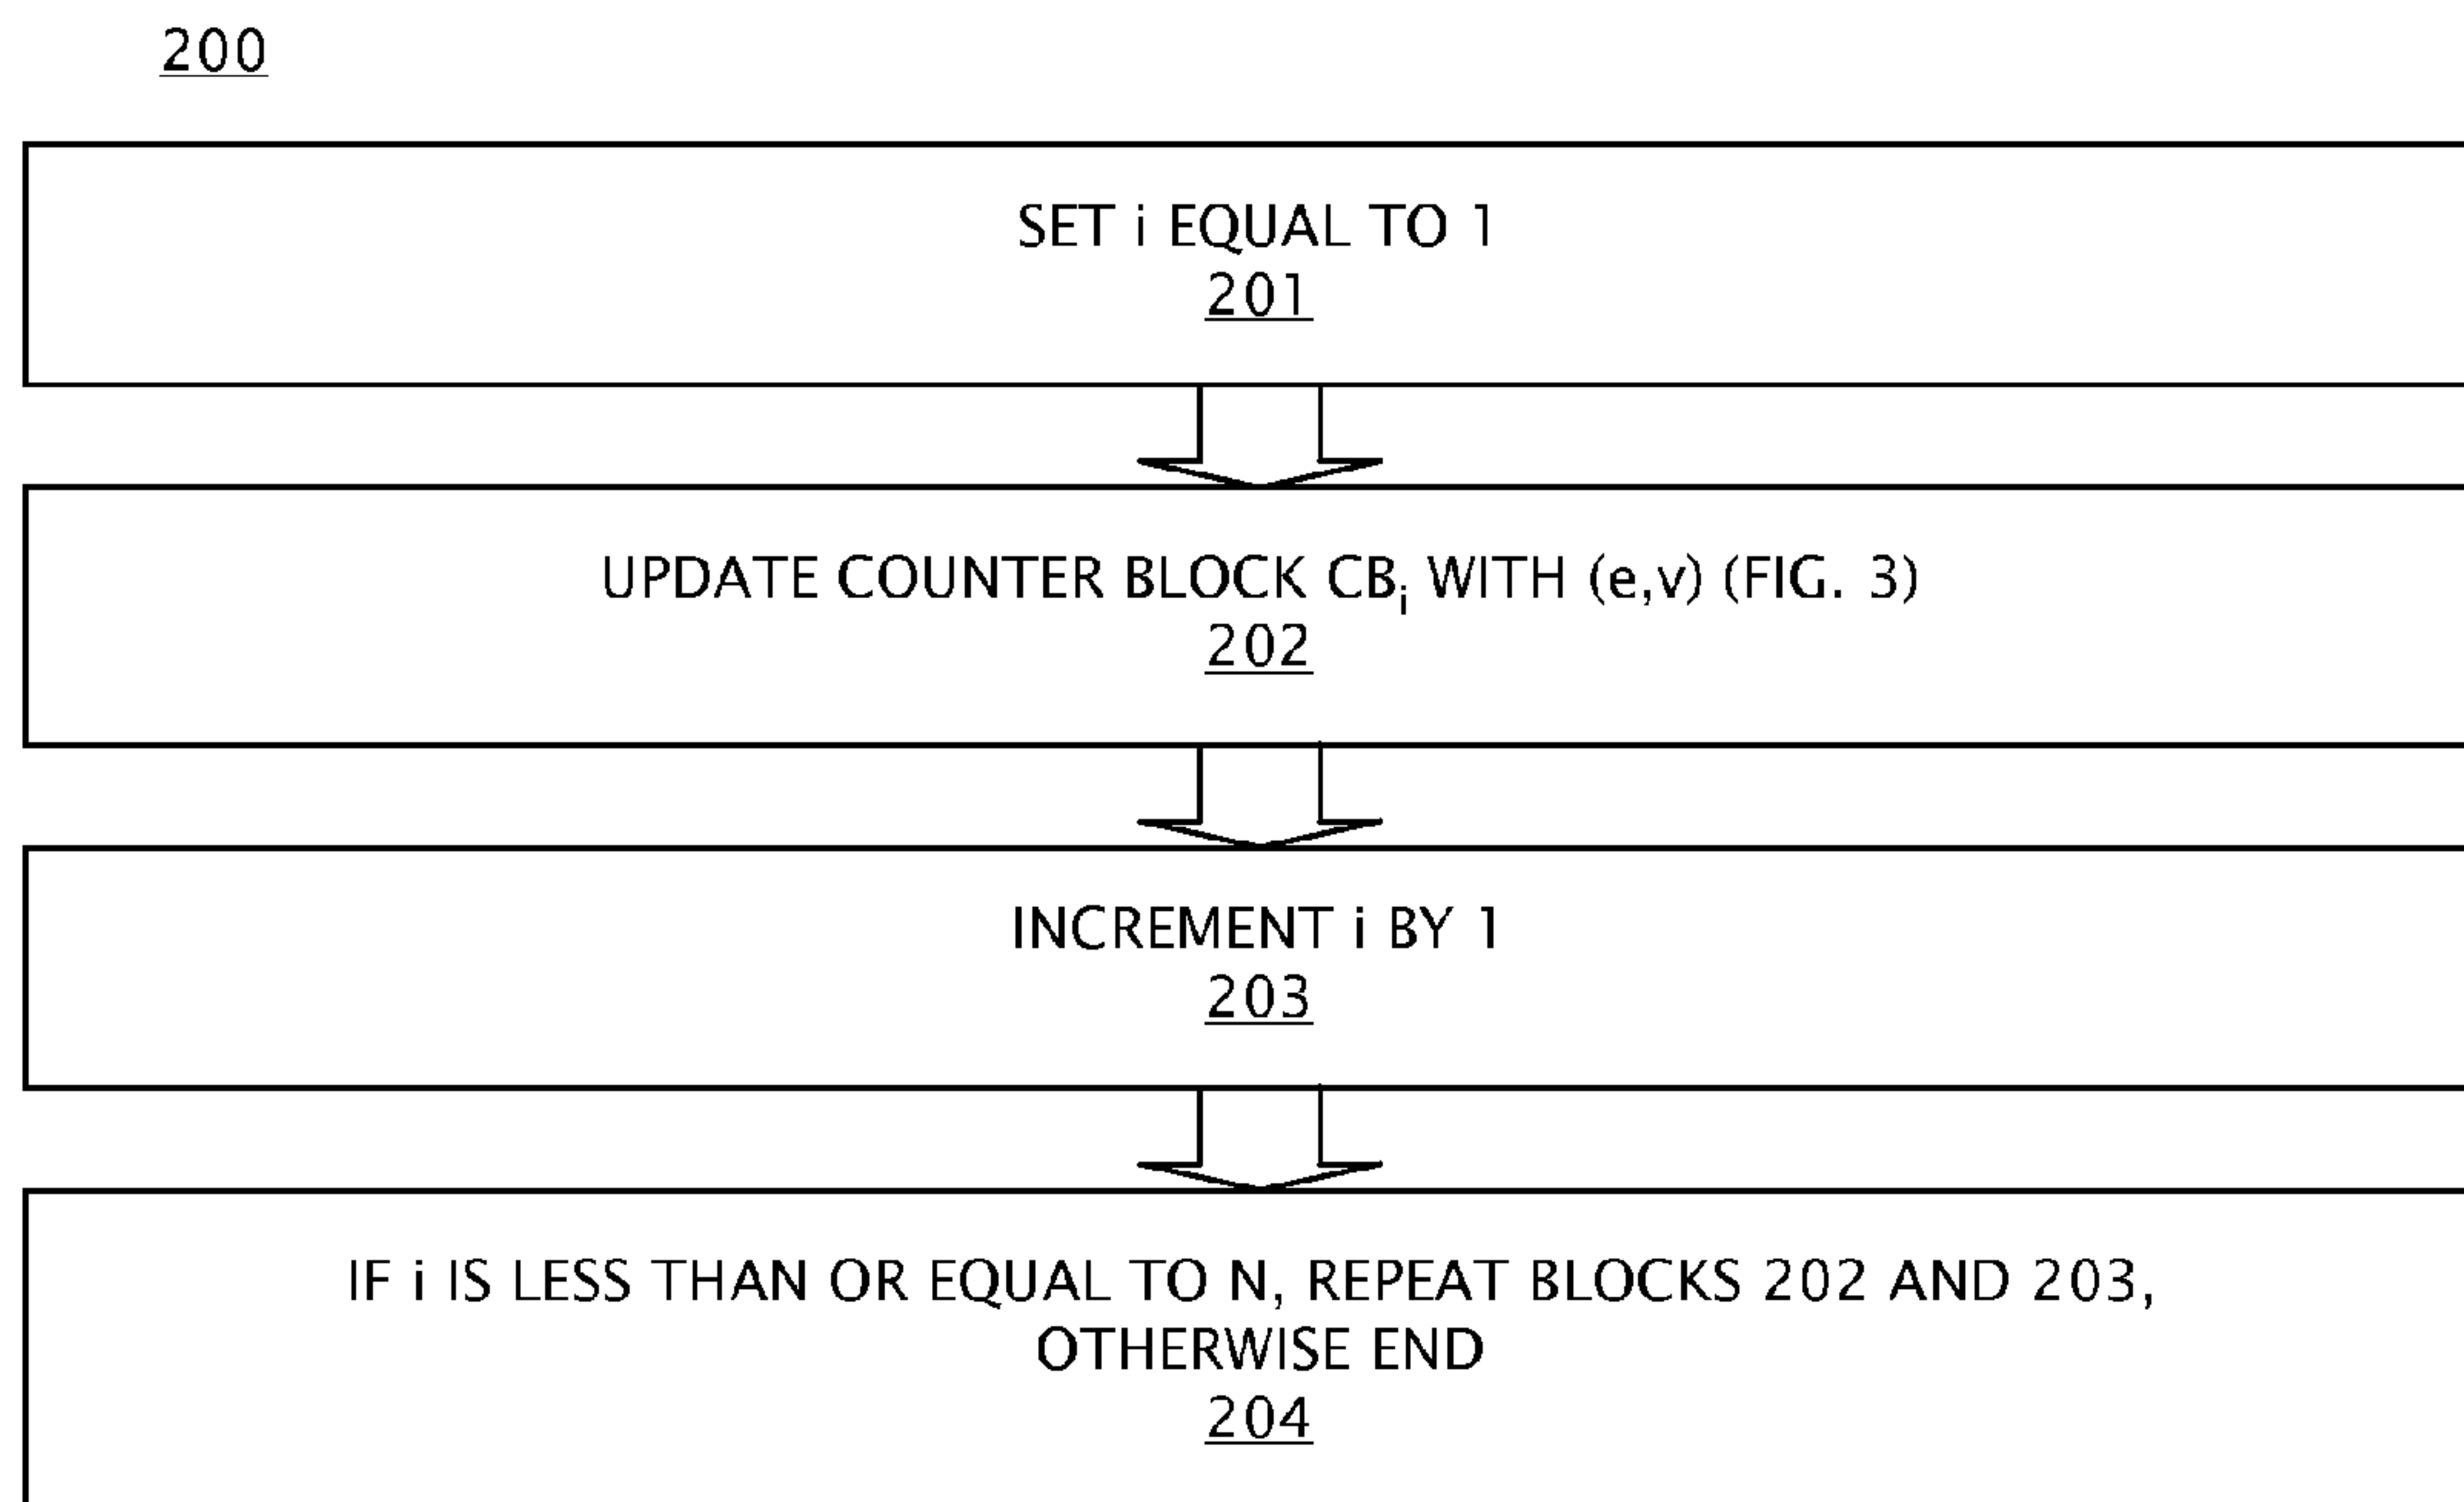 200
SET i EQUAL TO 1
201
UPDATE COUNTER BLOCK CBi WITH (e,v) (FIG. 3)
202
INCREMENT i BY 1
203
IF i IS LESS THAN OR EQUAL TO N, REPEAT BLOCKS 202 AND 203,
OTHERWISE END
204